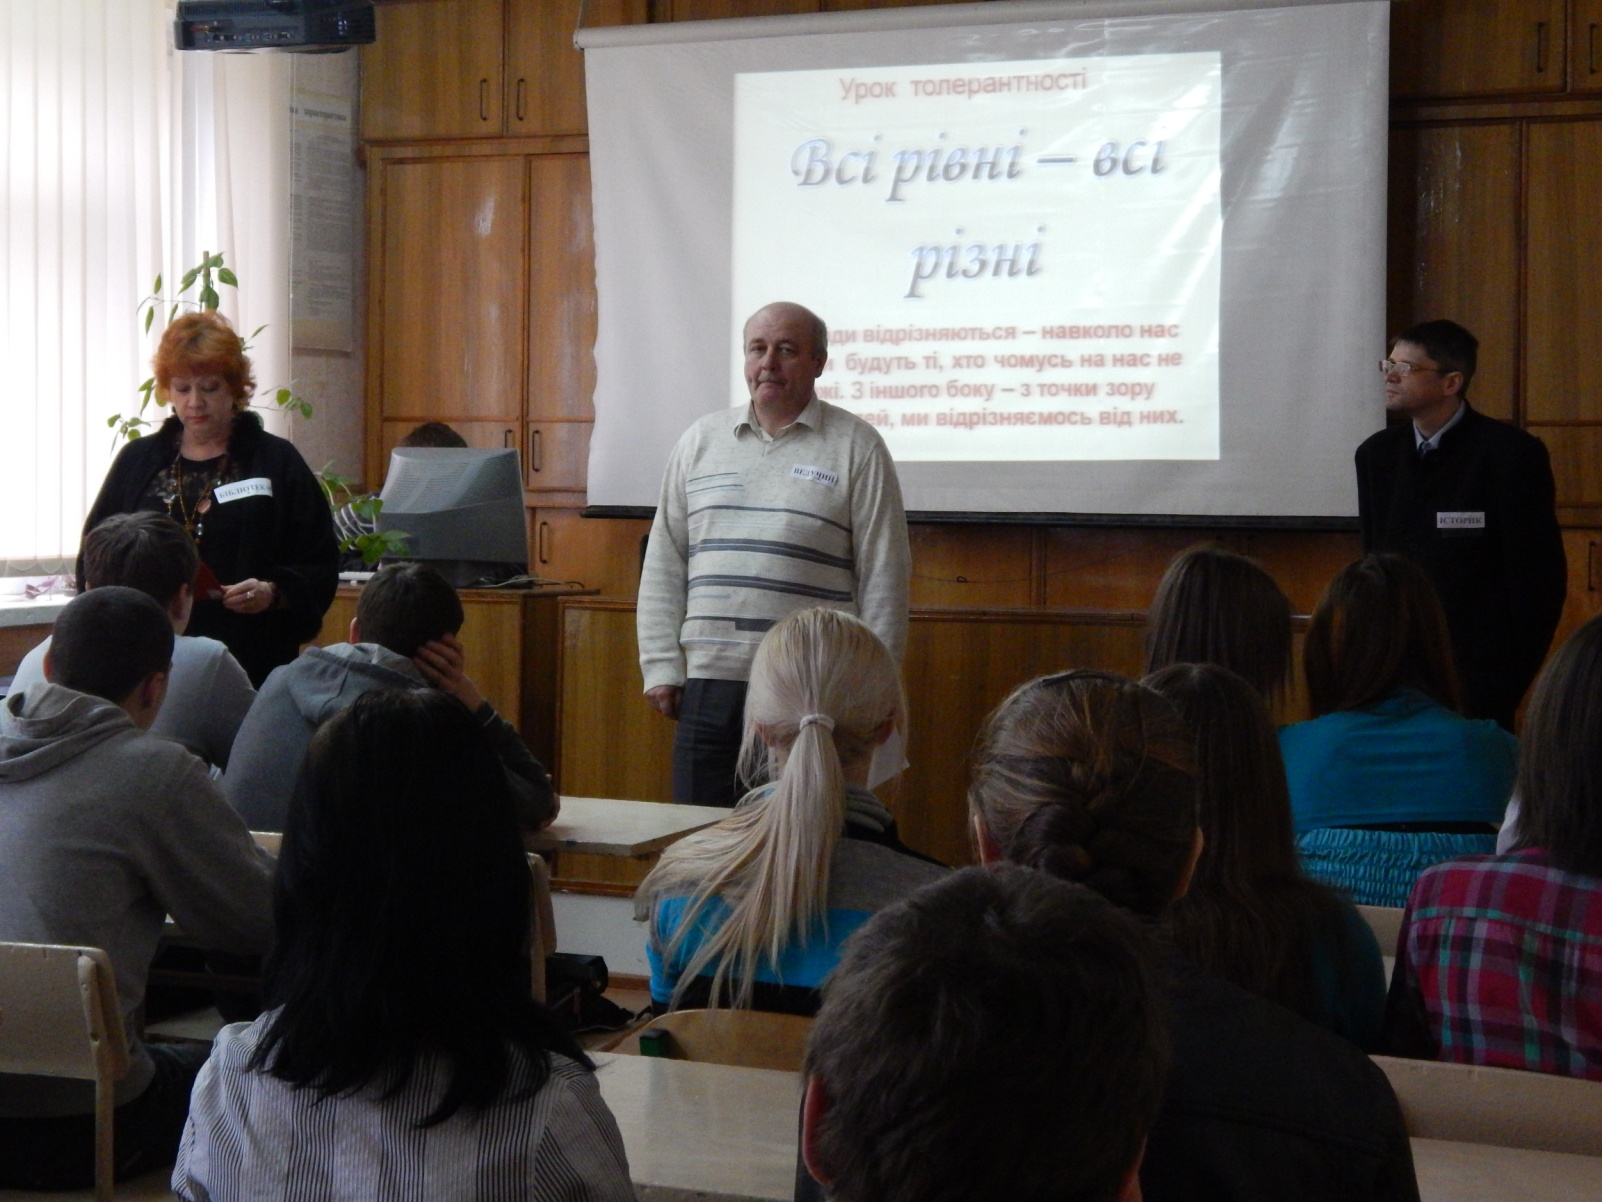 Урок толерантності
Всі рівні – всі
різні
відрізняються – навколо нас
будуть ті, хто чомусь на нас не
З іншого боку – з точки зору
ми відрізняємось від них.
ВЕДУЧИЙ
ІСТОРИК